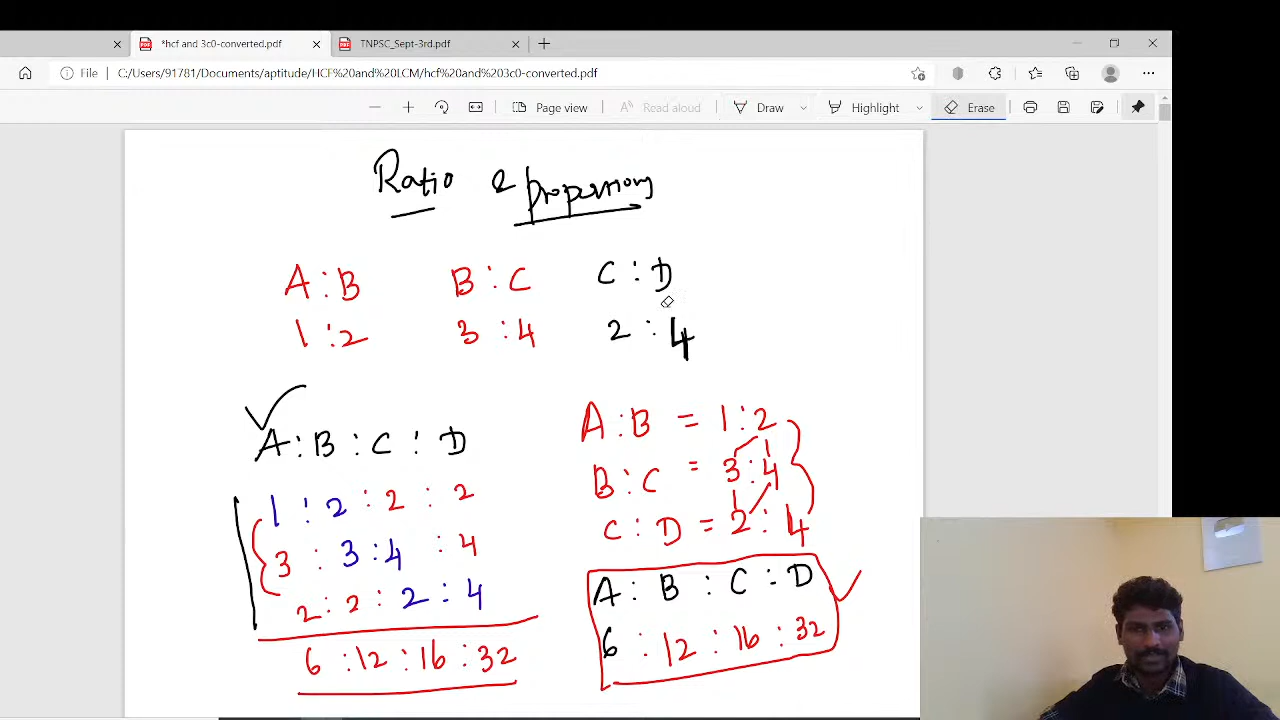 *hcf and 3c0-converted.pdf TNPSC_Sept-3rd.pdf
File C:/Users/91781/Documents/aptitude/HCF%20and%20LCM/hcf%20and%203c0-converted.pdf
Page view Read aloud Draw Highlight Erase
Ratio & proportions
A:B B:C C:D
1:2 3:4 2:4
A:B:C:D
1:2:2:2
3:3:4:4
2:2:2:4
6:12:16:32
A:B = 1:2
B:C = 3:4
C:D = 2:4
A:B:C:D
6:12:16:32